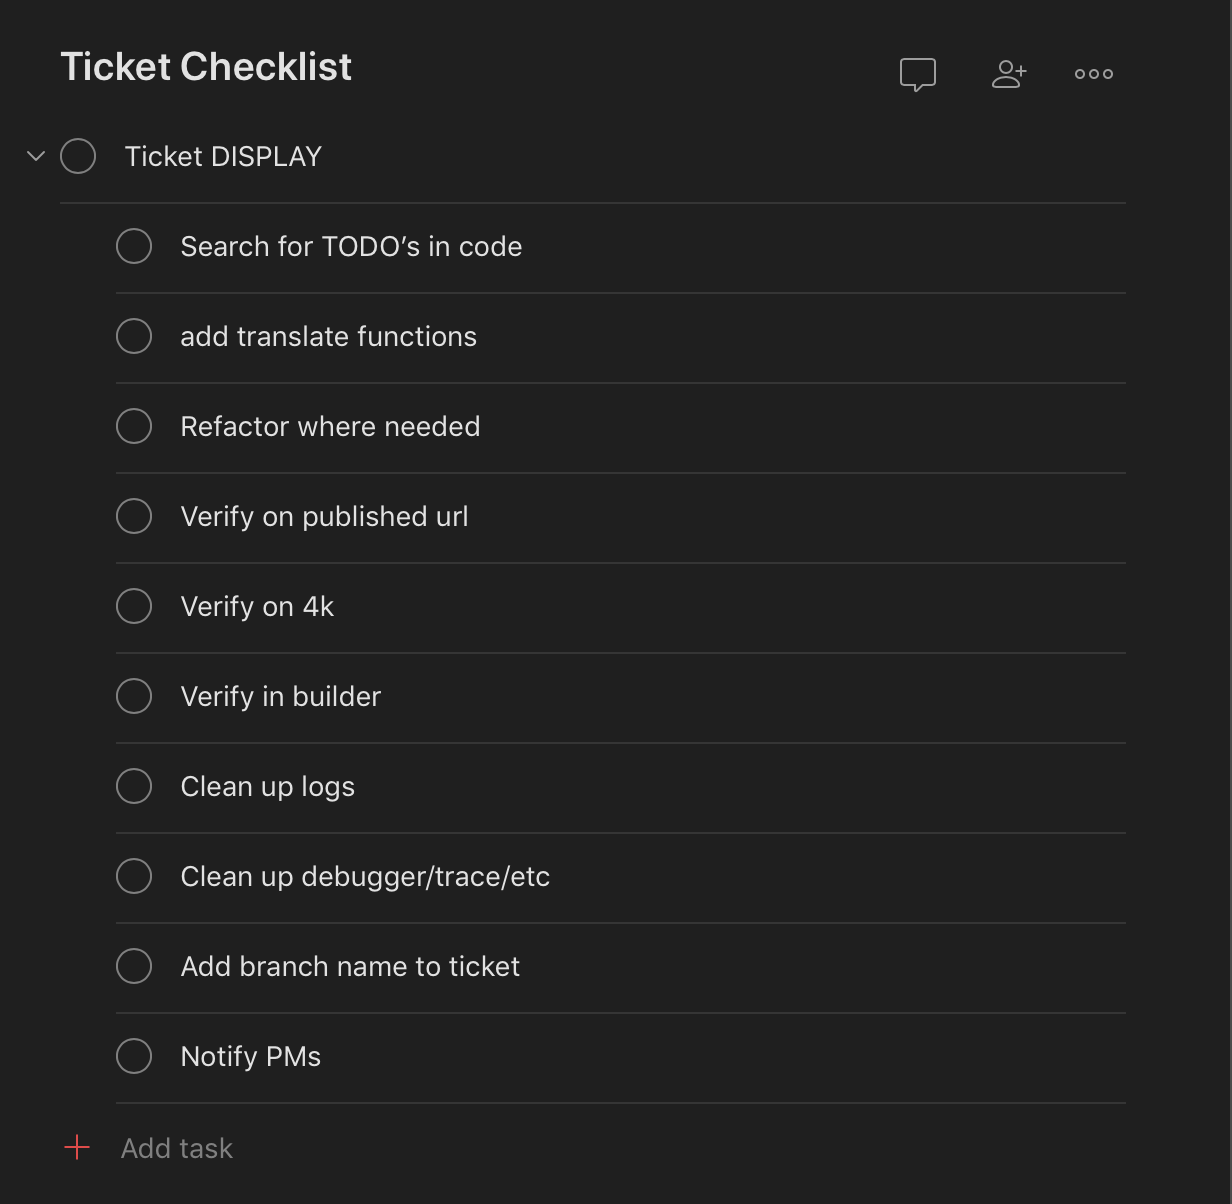 Ticket Checklist
Ticket DISPLAY
Search for TODO’s in code
add translate functions
Refactor where needed
Verify on published url
Verify on 4k
Verify in builder
Clean up logs
Clean up debugger/trace/etc
Add branch name to ticket
Notify PMs
Add task